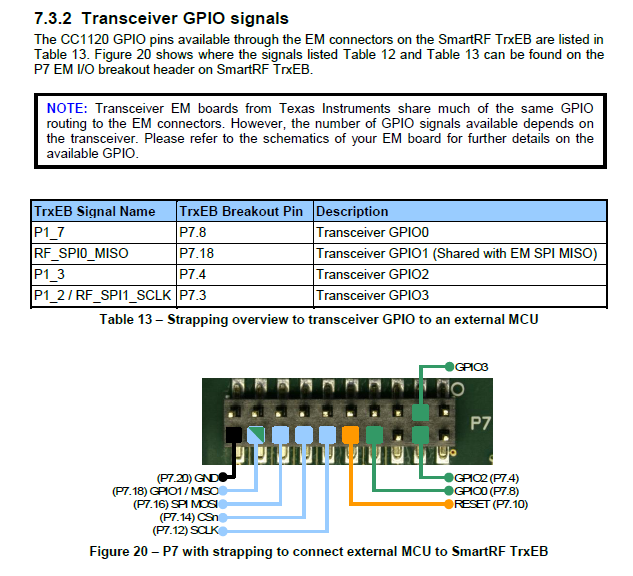 7.3.2 Transceiver GPIO signals
The CC1120 GPIO pins available through the EM connectors on the SmartRF TrxEB are listed in
Table 13. Figure 20 shows where the signals listed Table 12 and Table 13 can be found on the
P7 EM I/O breakout header on SmartRF TrxEB.
NOTE: Transceiver EM boards from Texas Instruments share much of the same GPIO
routing to the EM connectors. However, the number of GPIO signals available depends on
the transceiver. Please refer to the schematics of your EM board for further details on the
available GPIO.
TrxEB Signal Name TrxEB Breakout Pin Description
P1_7 P7.8 Transceiver GPIO0
RF_SPI0_MISO P7.18 Transceiver GPIO1 (Shared with EM SPI MISO)
P1_3 P7.4 Transceiver GPIO2
P1_2 / RF_SPI1_SCLK P7.3 Transceiver GPIO3
Table 13 – Strapping overview to transceiver GPIO to an external MCU
GPIO3
P7
(P7.20) GND
(P7.18) GPIO1 / MISO
(P7.16) SPI MOSI
(P7.14) CSn
(P7.12) SCLK
GPIO2 (P7.4)
GPIO0 (P7.8)
RESET (P7.10)
Figure 20 – P7 with strapping to connect external MCU to SmartRF TrxEB